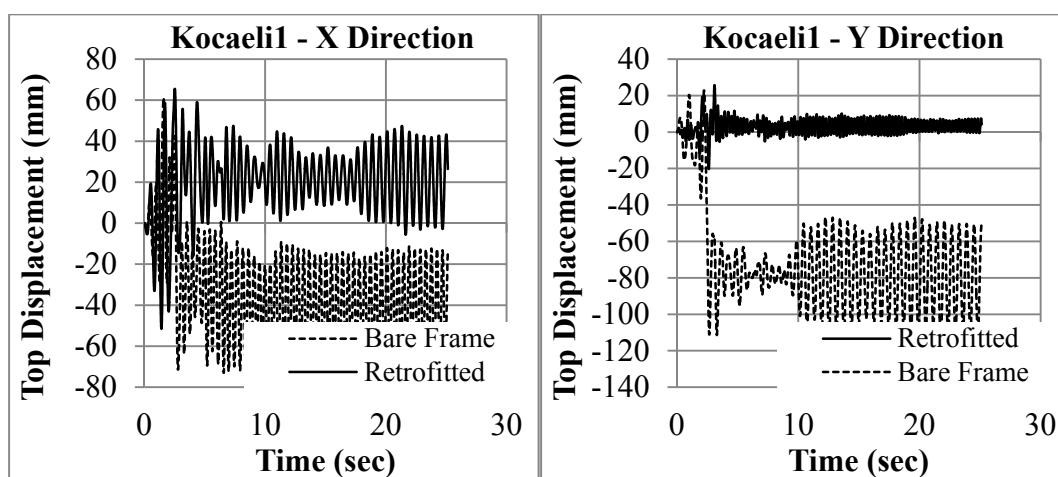 Kocaeli1 - X Direction
Top Displacement (mm)
80
60
40
20
0
-20
-40
-60
-80
Bare Frame
Retrofitted
0
10
20
30
Time (sec)
Kocaeli1 - Y Direction
Top Displacement (mm)
40
20
0
-20
-40
-60
-80
-100
-120
-140
Retrofitted
Bare Frame
0
10
20
30
Time (sec)